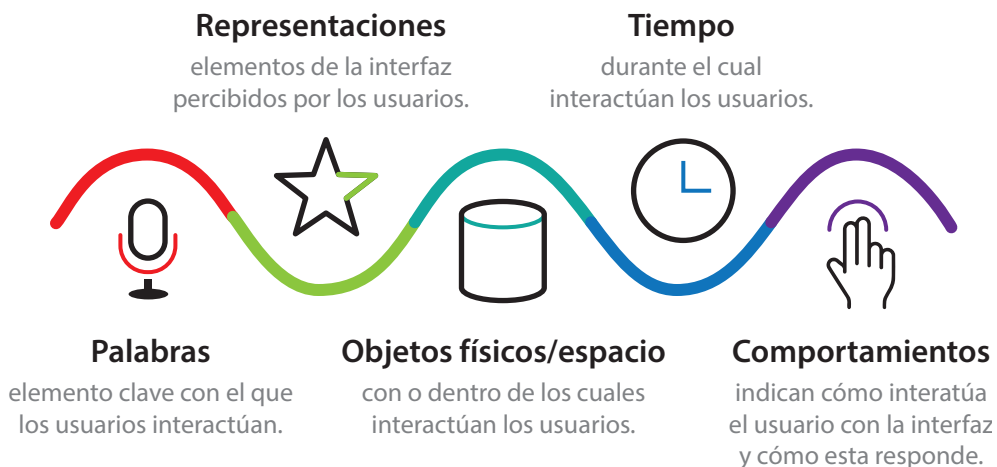 Representaciones
elementos de la interfaz
percibidos por los usuarios.
Tiempo
durante el cual
interactúan los usuarios.
Palabras
elemento clave con el que
los usuarios interactúan.
Objetos físicos/espacio
con o dentro de los cuales
interactúan los usuarios.
Comportamientos
indican cómo interatúa
el usuario con la interfaz
y cómo esta responde.